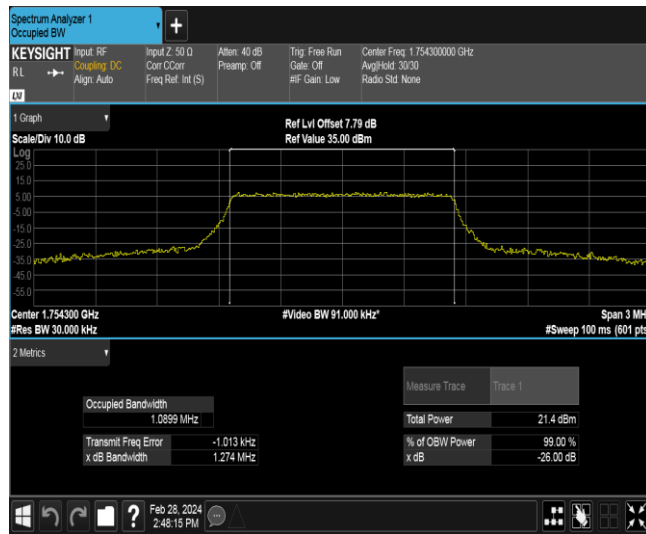 Spectrum Analyzer 1
Occupied BW
+
KEYSIGHT
RL
LXI
Input: RF
Coupling: DC
Align: Auto
Input Z: 50 Ω
Corr CCorr
Freq Ref: Int (S)
Atten: 40 dB
Preamp: Off
Trig: Free Run
Gate: Off
#IF Gain: Low
Center Freq: 1.754300000 GHz
Avg|Hold: 30/30
Radio Std: None
1 Graph
Scale/Div 10.0 dB
Ref Lvl Offset 7.79 dB
Ref Value 35.00 dBm
Log
25.0
15.0
5.00
-5.00
-15.0
-25.0
-35.0
-45.0
-55.0
Center 1.754300 GHz
#Video BW 91.000 kHz*
Span 3 MH
#Res BW 30.000 kHz
#Sweep 100 ms (601 pts
2 Metrics
Measure Trace Trace 1
Occupied Bandwidth
1.0899 MHz
Total Power 21.4 dBm
Transmit Freq Error -1.013 kHz
% of OBW Power 99.00 %
x dB Bandwidth 1.274 MHz
x dB -26.00 dB
?
Feb 28, 2024
2:48:15 PM